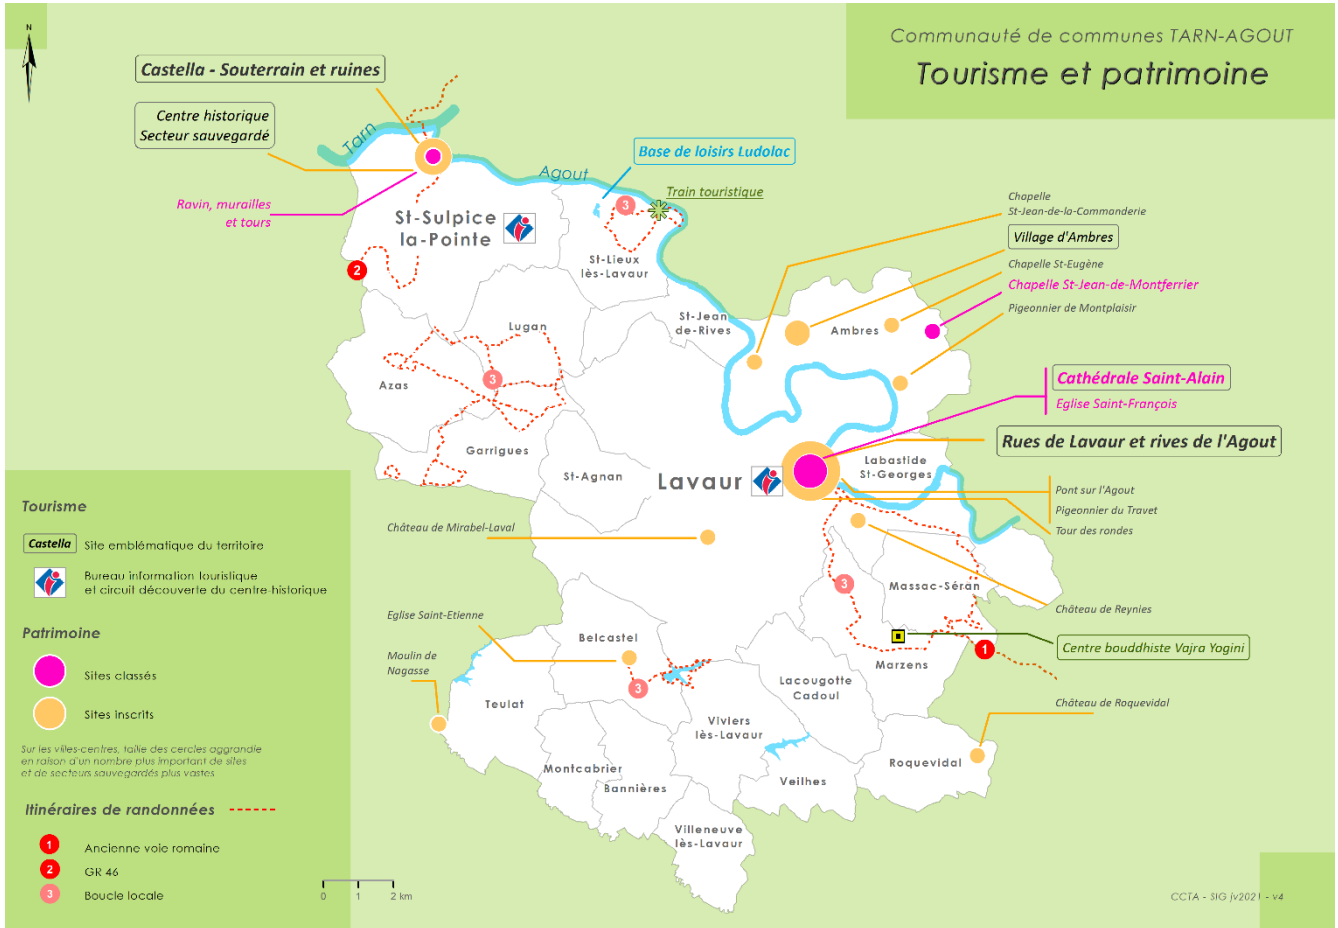 N
Communauté de communes TARN-AGOUT
Tourisme et patrimoine
Castella - Souterrain et ruines
Centre historique
Secteur sauvegardé
Ravin, murailles
et tours
Tarn
Agout
Base de loisirs Ludolac
Train touristique
3
St-Sulpice
la-Pointe
2
St-Lieux
lès-Lavaur
Chapelle
St-Jean-de-la-Commanderie
Village d'Ambres
Chapelle St-Eugène
Chapelle St-Jean-de-Montferrier
Pigeonnier de Montplaisir
St-Jean
de-Rives
Ambres
Lugan
Azas
3
Garrigues
St-Agnan
Lavaur
Cathédrale Saint-Alain
Eglise Saint-François
Rues de Lavaur et rives de l'Agout
Labastide
St-Georges
Pont sur l'Agout
Pigeonnier du Travet
Tour des rondes
Château de Mirabel-Laval
3
Massac-Séran
Château de Reynies
Eglise Saint-Etienne
Belcastel
Centre bouddhiste Vajra Yogini
1
Marzens
Moulin de
Nagasse
3
Lacougotte
Cadoul
Teulat
Château de Roquevidal
Viviers
lès-Lavaur
Roquevidal
Montcabrier
Bannières
Veilhes
Villeneuve
lès-Lavaur
Tourisme
Castella
Site emblématique du territoire
Bureau information touristique
et circuit découverte du centre-historique
Patrimoine
Sites classés
Sites inscrits
Sur les villes-centres, taille des cercles aggrandie
en raison d'un nombre plus important de sites
et de secteurs sauvegardés plus vastes
Itinéraires de randonnées
1 Ancienne voie romaine
2 GR 46
3 Boucle locale
0 1 2 km
CCTA - SIG jv2021 - v4